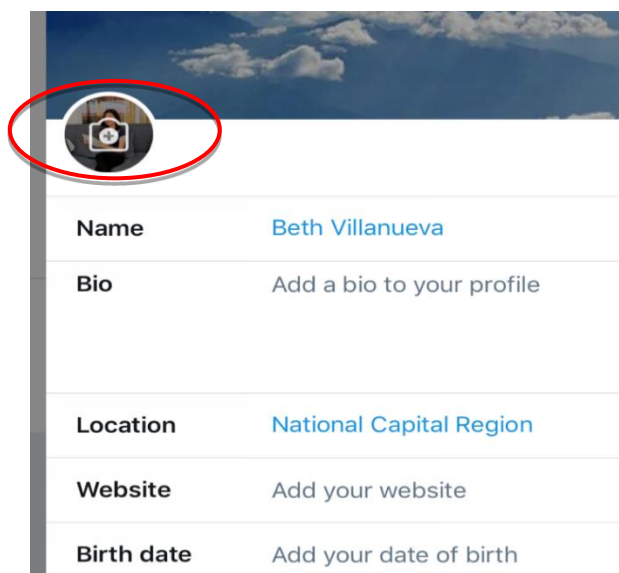 Name Beth Villanueva
Bio Add a bio to your profile
Location National Capital Region
Website Add your website
Birth date Add your date of birth